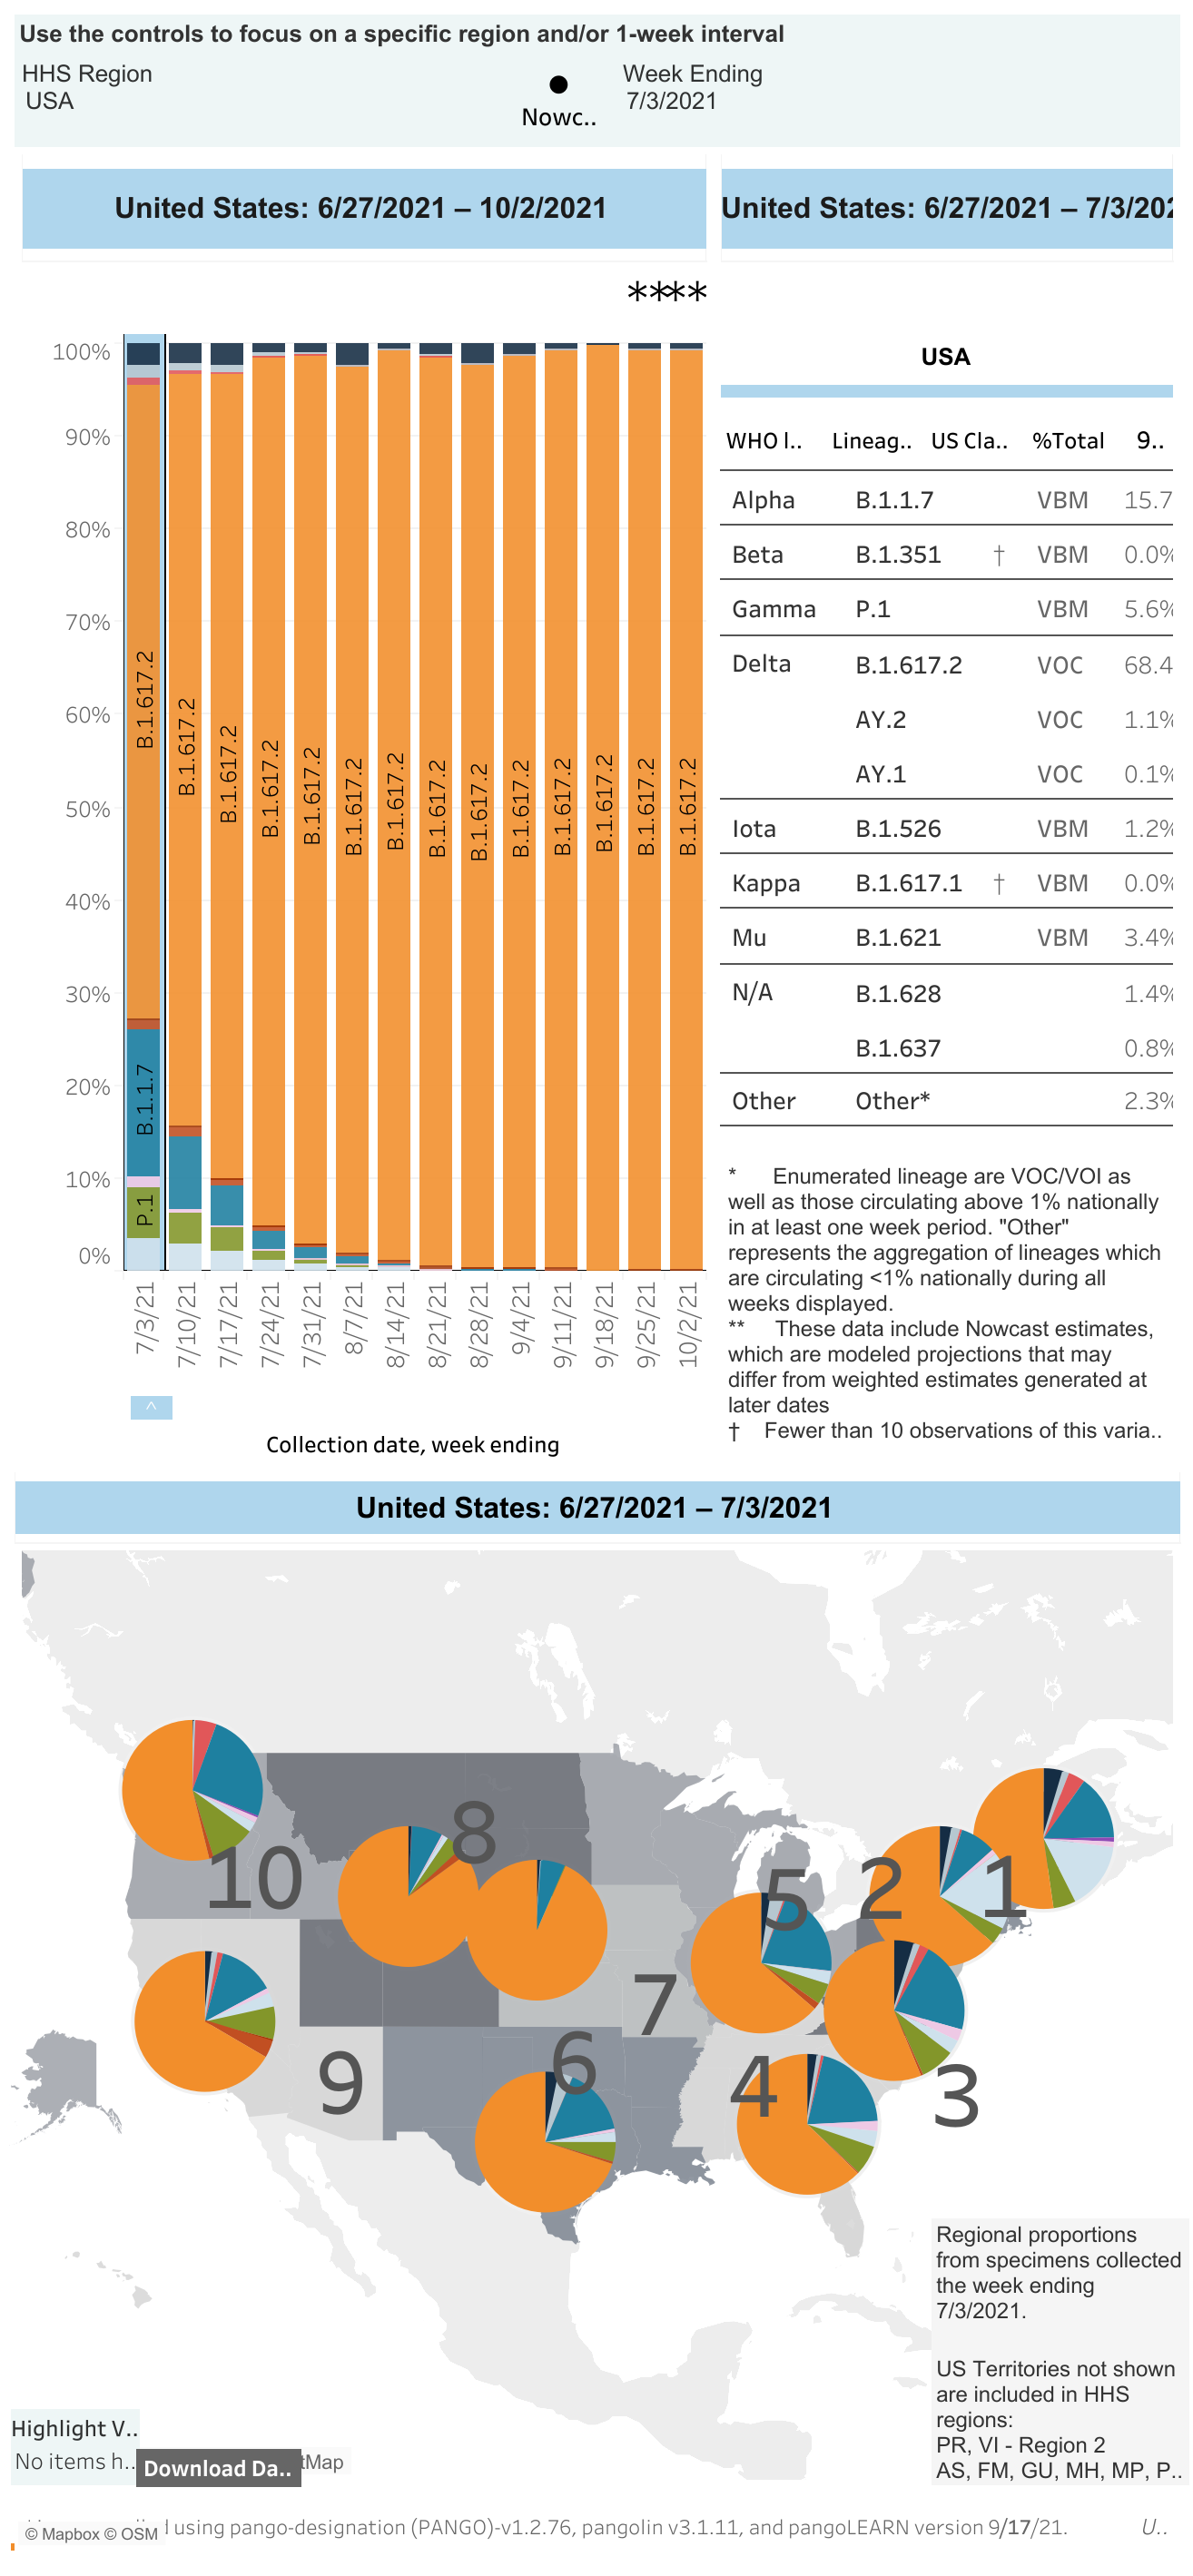 Use the controls to focus on a specific region and/or 1-week interval
HHS Region
USA
Nowc..
Week Ending
7/3/2021
United States: 6/27/2021 – 10/2/2021
United States: 6/27/2021 – 7/3/202
****
100%
90%
80%
70%
60%
50%
40%
30%
20%
10%
0%
B.1.617.2
B.1.1.7
P.1
B.1.617.2
B.1.617.2
B.1.617.2
B.1.617.2
B.1.617.2
B.1.617.2
B.1.617.2
B.1.617.2
B.1.617.2
B.1.617.2
B.1.617.2
B.1.617.2
B.1.617.2
7/3/21
7/10/21
7/17/21
7/24/21
7/31/21
8/7/21
8/14/21
8/21/21
8/28/21
9/4/21
9/11/21
9/18/21
9/25/21
10/2/21
^
Collection date, week ending
USA
WHO l.. Lineag.. US Cla.. %Total 9..
Alpha B.1.1.7 VBM 15.7
Beta B.1.351 † VBM 0.0%
Gamma P.1 VBM 5.6%
Delta B.1.617.2 VOC 68.4
AY.2 VOC 1.1%
AY.1 VOC 0.1%
Iota B.1.526 VBM 1.2%
Kappa B.1.617.1 † VBM 0.0%
Mu B.1.621 VBM 3.4%
N/A B.1.628 1.4%
B.1.637 0.8%
Other Other* 2.3%
* Enumerated lineage are VOC/VOI as
well as those circulating above 1% nationally
in at least one week period. "Other"
represents the aggregation of lineages which
are circulating <1% nationally during all
weeks displayed.
** These data include Nowcast estimates,
which are modeled projections that may
differ from weighted estimates generated at
later dates
† Fewer than 10 observations of this varia..
United States: 6/27/2021 – 7/3/2021
8
10
5
2
1
7
9
6
4
3
Regional proportions
from specimens collected
the week ending
7/3/2021.
US Territories not shown
are included in HHS
regions:
PR, VI - Region 2
AS, FM, GU, MH, MP, P..
Highlight V..
No items h..
Download Da..
tMap
© Mapbox © OSM
using pango-designation (PANGO)-v1.2.76, pangolin v3.1.11, and pangoLEARN version 9/17/21.
U..